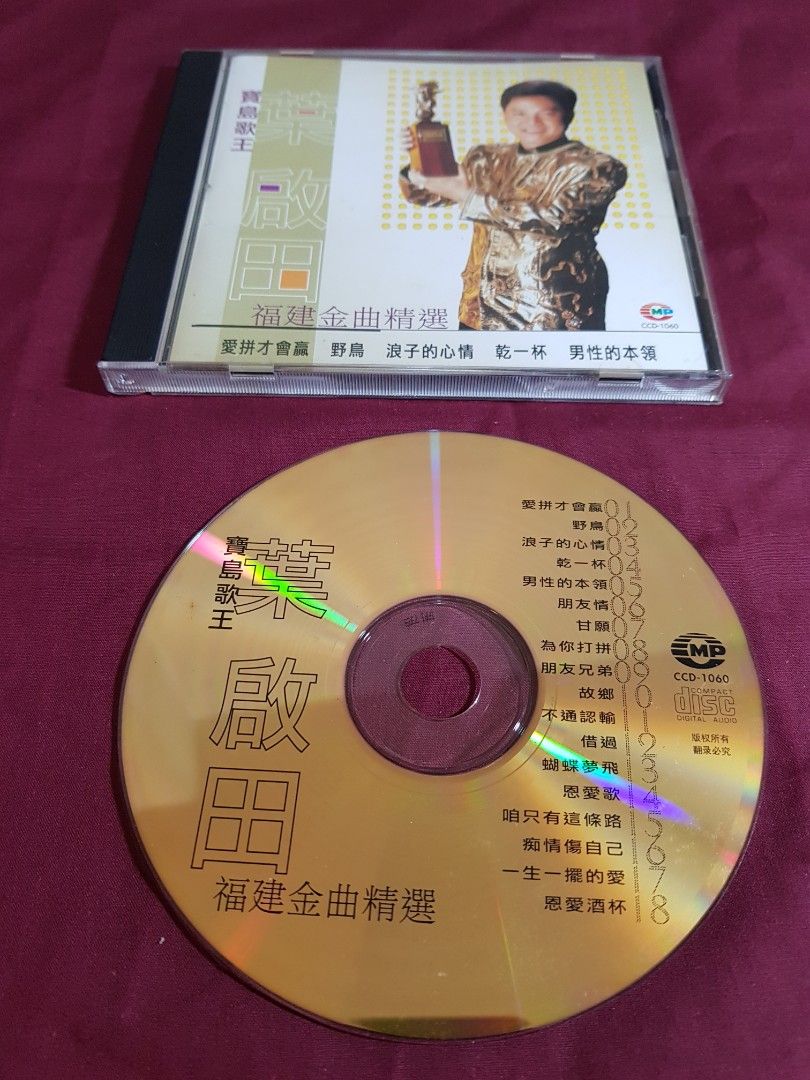 寶島歌王
葉啟田
福建金曲精選
愛拼才會贏 野鳥 浪子的心情 乾一杯 男性的本領
EMP
CCD-1060
寶島歌王
葉啟田
福建金曲精選
愛拼才會贏 01
野鳥 02
浪子的心情 03
乾一杯 04
男性的本領 05
朋友情 06
甘願 07
為你打拼 08
朋友兄弟 09
故鄉 10
不通認輸 11
借過 12
蝴蝶夢飛 13
恩愛歌 14
咱只有這條路 15
痴情傷自己 16
一生一擺的愛 17
恩愛酒杯 18
EMP
CCD-1060
COMPACT
disc
DIGITAL AUDIO
版权所有
翻录必究